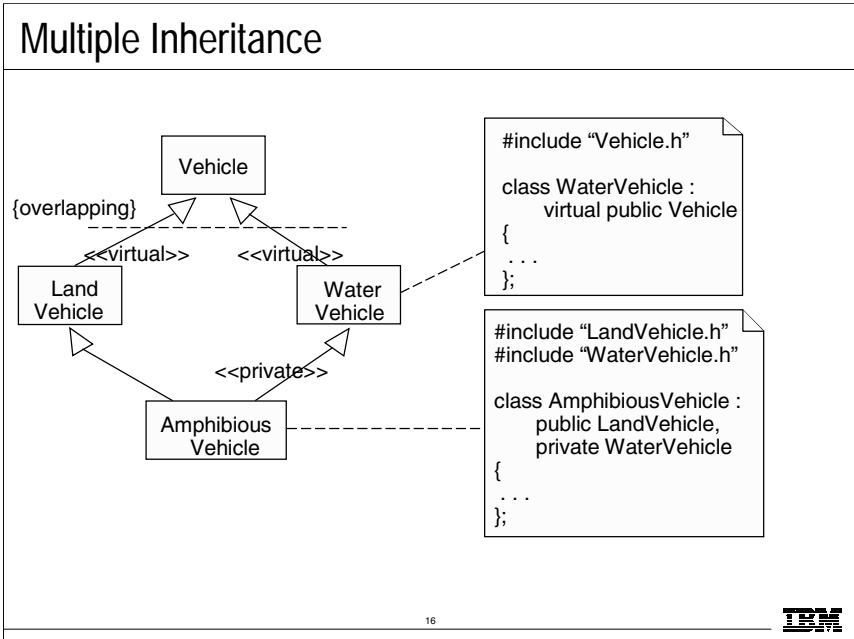 Multiple Inheritance
Vehicle
{overlapping}
<<virtual>>
<<virtual>>
Land
Vehicle
Water
Vehicle
<<private>>
Amphibious
Vehicle
#include “Vehicle.h”
class WaterVehicle :
virtual public Vehicle
{
. . .
};
#include “LandVehicle.h”
#include “WaterVehicle.h”
class AmphibiousVehicle :
public LandVehicle,
private WaterVehicle
{
. . .
};
16
IBM